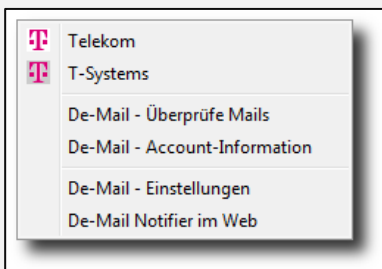 Telekom
T-Systems
De-Mail - Überprüfe Mails
De-Mail - Account-Information
De-Mail - Einstellungen
De-Mail Notifier im Web